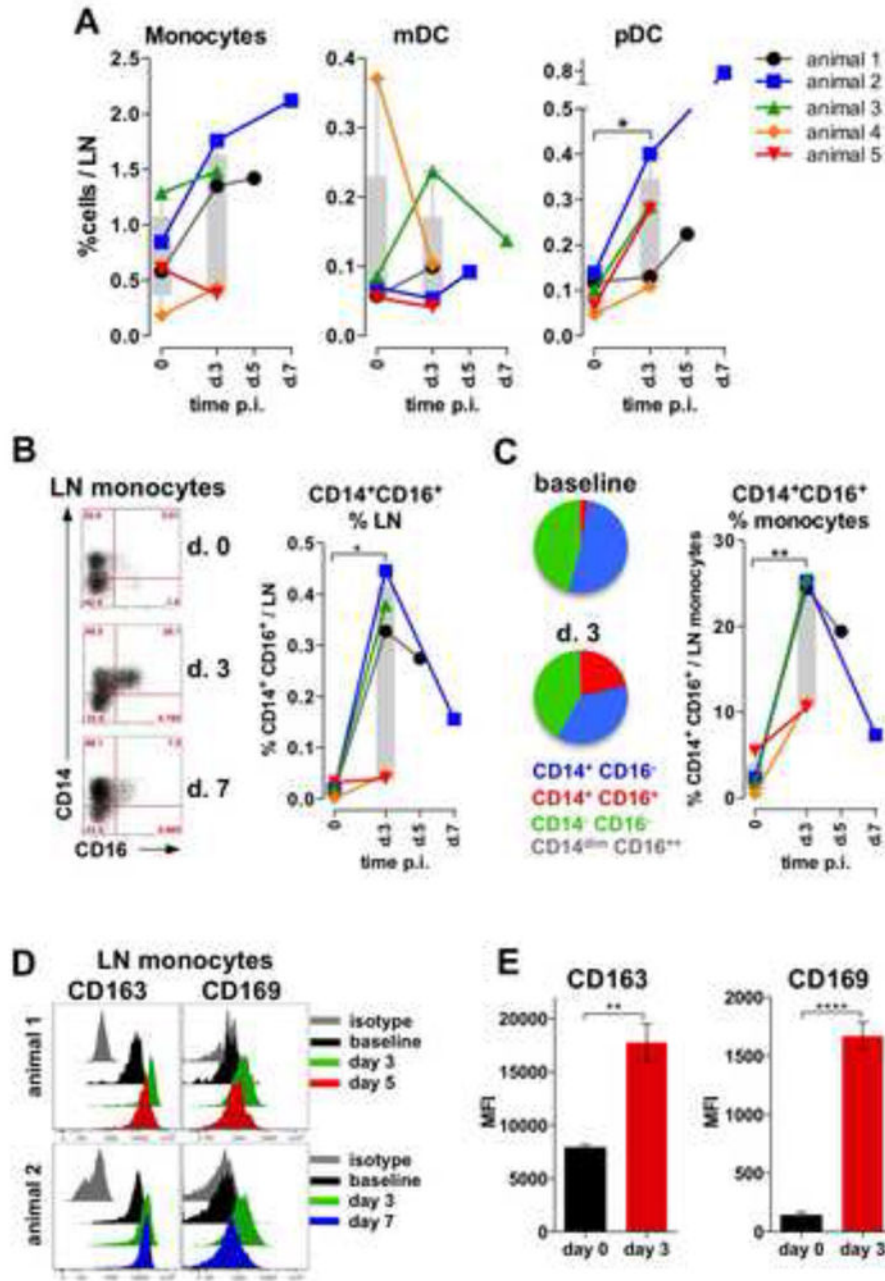 A
Monocytes
mDC
pDC
animal 1
animal 2
animal 3
animal 4
animal 5
%cells / LN
2.5
2.0
1.5
1.0
0.5
0.0
0.4
0.3
0.2
0.1
0.0
0.8
0.5
0.4
0.3
0.2
0.1
0.0
*
0
d.3
d.5
d.7
0
d.3
d.5
d.7
0
d.3
d.5
d.7
time p.i.
time p.i.
time p.i.
B
LN monocytes
d. 0
d. 3
d. 7
CD14
CD16
CD14⁺CD16⁺
% LN
% CD14⁺ CD16⁺ / LN
0.5
0.4
0.3
0.2
0.1
0.0
*
0
d.3
d.5
d.7
time p.i.
C
baseline
d. 3
CD14⁺ CD16⁻
CD14⁺ CD16⁺
CD14⁻ CD16⁻
CD14ᵈⁱᵐ CD16⁺⁺
CD14⁺CD16⁺
% monocytes
% CD14⁺ CD16⁺ / LN monocytes
30
20
10
0
**
0
d.3
d.5
d.7
time p.i.
D
LN monocytes
CD163
CD169
animal 1
isotype
baseline
day 3
day 5
animal 2
isotype
baseline
day 3
day 7
E
CD163
MFI
20000
15000
10000
5000
0
**
day 0
day 3
CD169
MFI
2000
1500
1000
500
0
****
day 0
day 3